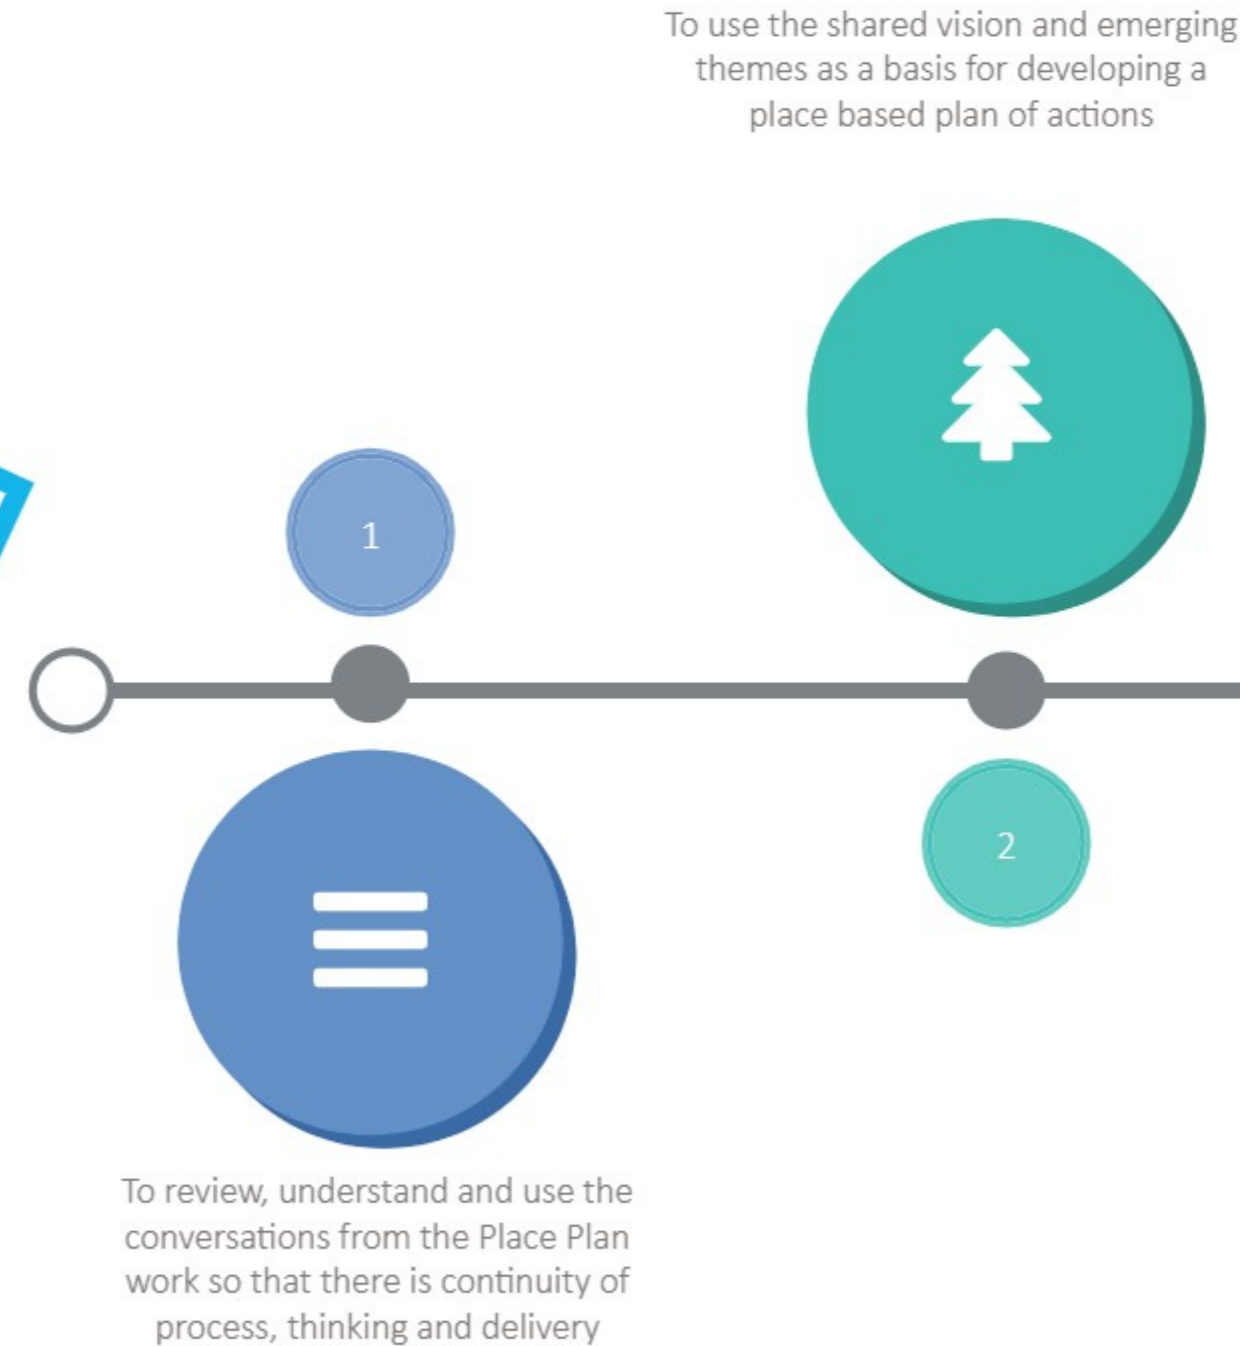 To use the shared vision and emerging
themes as a basis for developing a
place based plan of actions
1
2
To review, understand and use the
conversations from the Place Plan
work so that there is continuity of
process, thinking and delivery